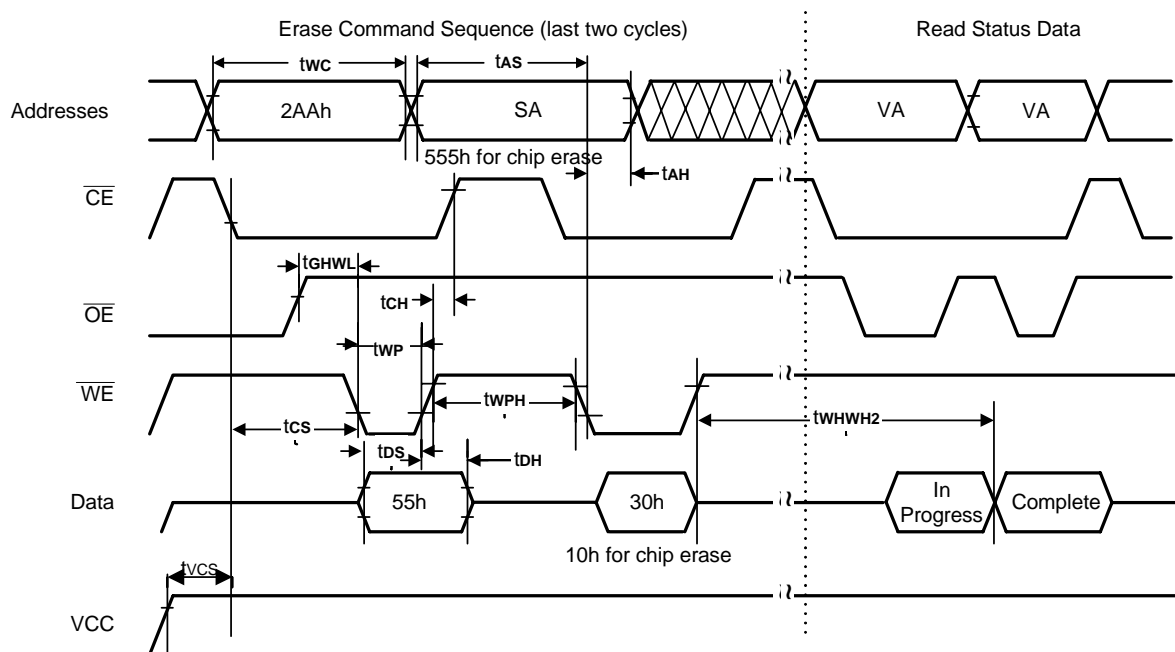 Erase Command Sequence (last two cycles)
Read Status Data
tWC
tAS
Addresses
2AAh
SA
VA
VA
555h for chip erase
tAH
CE
tGHWL
tCH
OE
tWP
WE
tWPH
tCS
tWHWH2
tDS
tDH
Data
55h
30h
In
Progress
Complete
10h for chip erase
tVCS
VCC